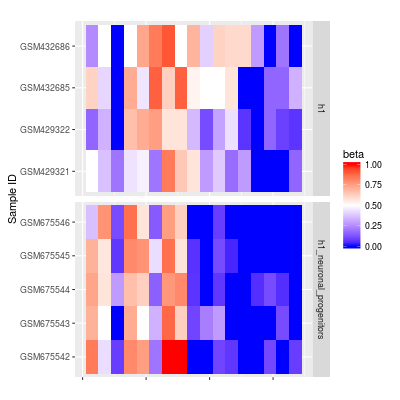 GSM432686
GSM432685
GSM429322
GSM429321
h1
GSM675546
GSM675545
GSM675544
GSM675543
GSM675542
h1_neuronal_progenitors
Sample ID
beta
1.00
0.75
0.50
0.25
0.00